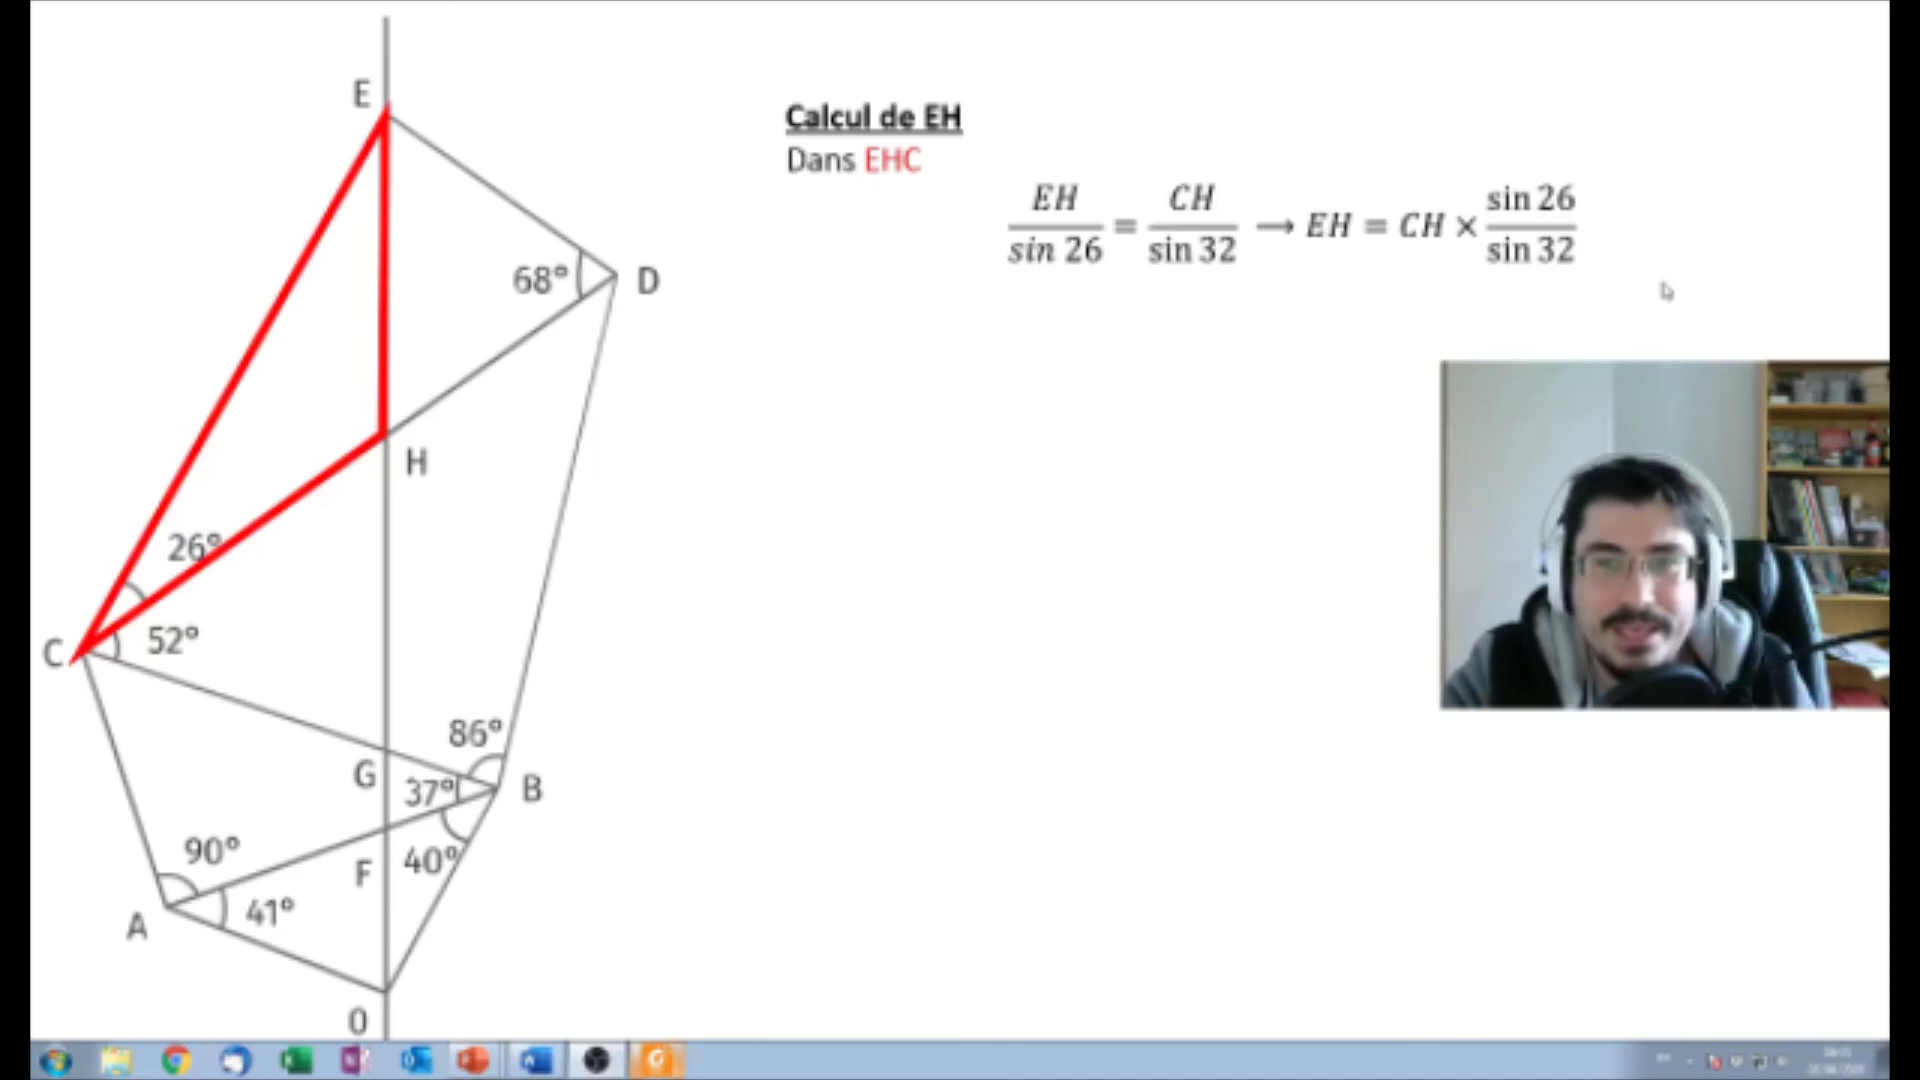 E
Calcul de EH
Dans EHC
EH / sin 26 = CH / sin 32 → EH = CH × sin 26 / sin 32
68°
D
H
26°
C
52°
86°
G
37°
B
90°
F
40°
A
41°
O